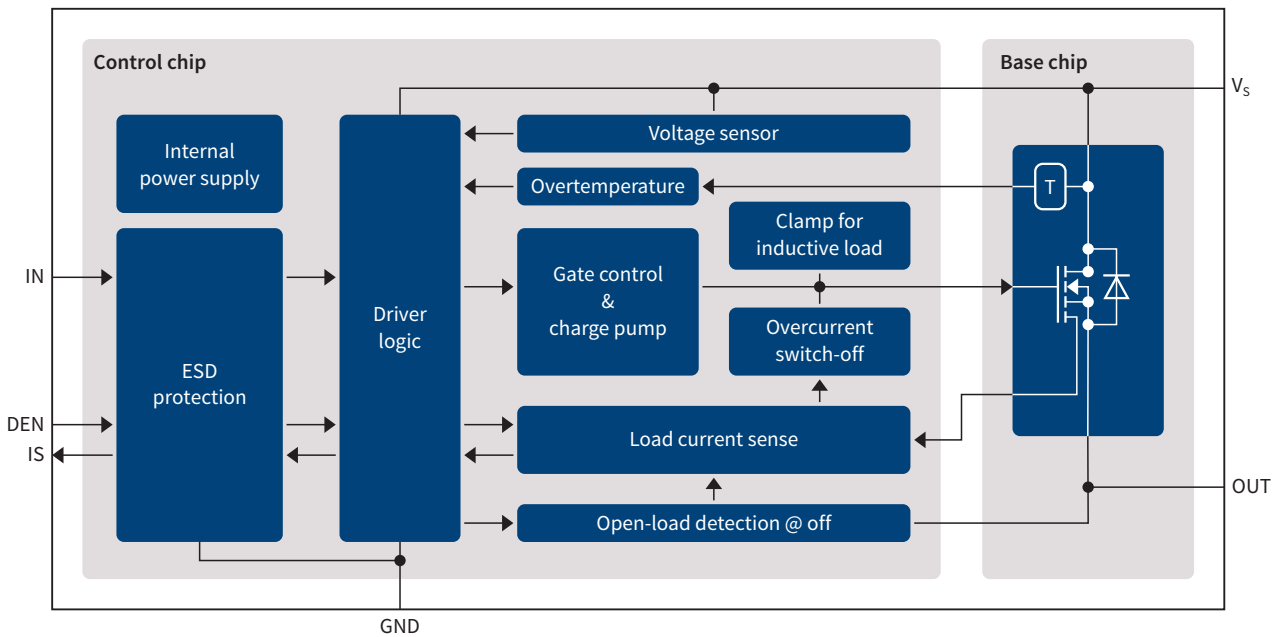 Control chip
Base chip
V_S
Internal
power supply
Voltage sensor
Overtemperature
T
Clamp for
inductive load
IN
Gate control
&
charge pump
Driver
logic
Overcurrent
switch-off
ESD
protection
DEN
IS
Load current sense
OUT
Open-load detection @ off
GND